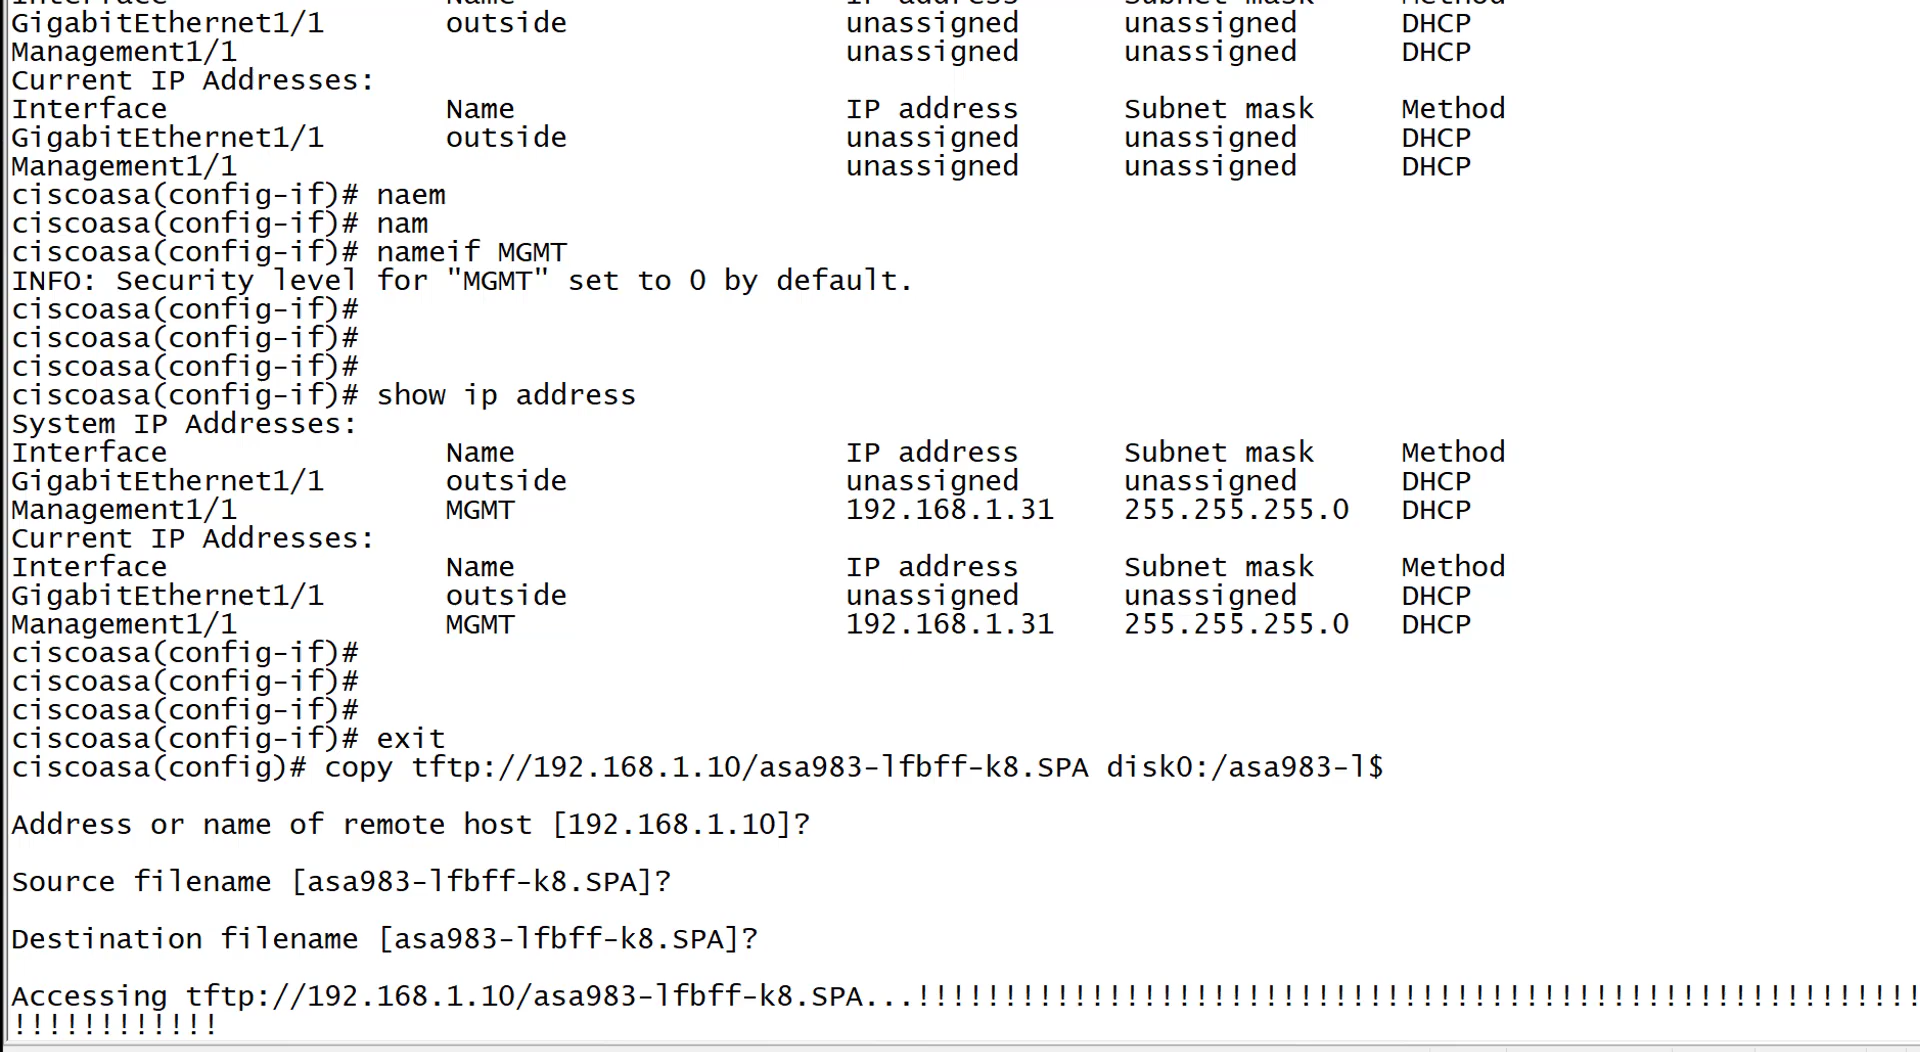 Interface Name IP address Subnet mask Method
GigabitEthernet1/1 outside unassigned unassigned DHCP
Management1/1 unassigned unassigned DHCP
Current IP Addresses:
Interface Name IP address Subnet mask Method
GigabitEthernet1/1 outside unassigned unassigned DHCP
Management1/1 unassigned unassigned DHCP
ciscoasa(config-if)# naem
ciscoasa(config-if)# nam
ciscoasa(config-if)# nameif MGMT
INFO: Security level for "MGMT" set to 0 by default.
ciscoasa(config-if)#
ciscoasa(config-if)#
ciscoasa(config-if)#
ciscoasa(config-if)# show ip address
System IP Addresses:
Interface Name IP address Subnet mask Method
GigabitEthernet1/1 outside unassigned unassigned DHCP
Management1/1 MGMT 192.168.1.31 255.255.255.0 DHCP
Current IP Addresses:
Interface Name IP address Subnet mask Method
GigabitEthernet1/1 outside unassigned unassigned DHCP
Management1/1 MGMT 192.168.1.31 255.255.255.0 DHCP
ciscoasa(config-if)#
ciscoasa(config-if)#
ciscoasa(config-if)#
ciscoasa(config-if)# exit
ciscoasa(config)# copy tftp://192.168.1.10/asa983-lfbff-k8.SPA disk0:/asa983-l$
Address or name of remote host [192.168.1.10]?
Source filename [asa983-lfbff-k8.SPA]?
Destination filename [asa983-lfbff-k8.SPA]?
Accessing tftp://192.168.1.10/asa983-lfbff-k8.SPA...!!!!!!!!!!!!!!!!!!!!!!!!!!!!!!!!!!!!!!!!!!!!!!!!!!!!!!!!!!
!!!!!!!!!!!!